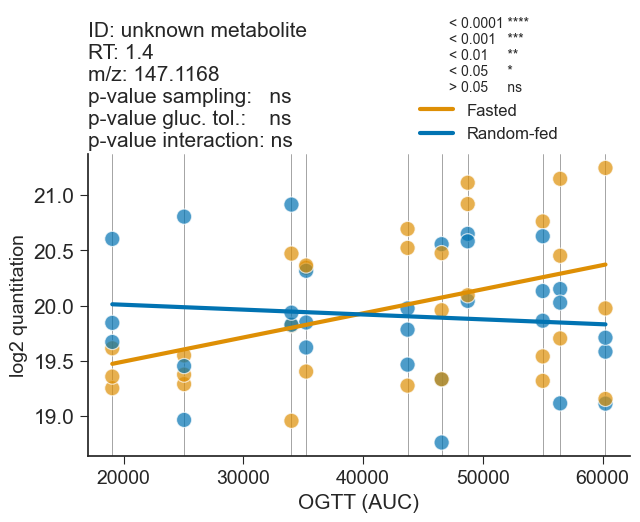 ID: unknown metabolite
RT: 1.4
m/z: 147.1168
p-value sampling: ns
p-value gluc. tol.: ns
p-value interaction: ns
< 0.0001 ****
< 0.001 ***
< 0.01 **
< 0.05 *
> 0.05 ns
Fasted
Random-fed
log2 quantitation
21.0
20.5
20.0
19.5
19.0
20000 30000 40000 50000 60000
OGTT (AUC)